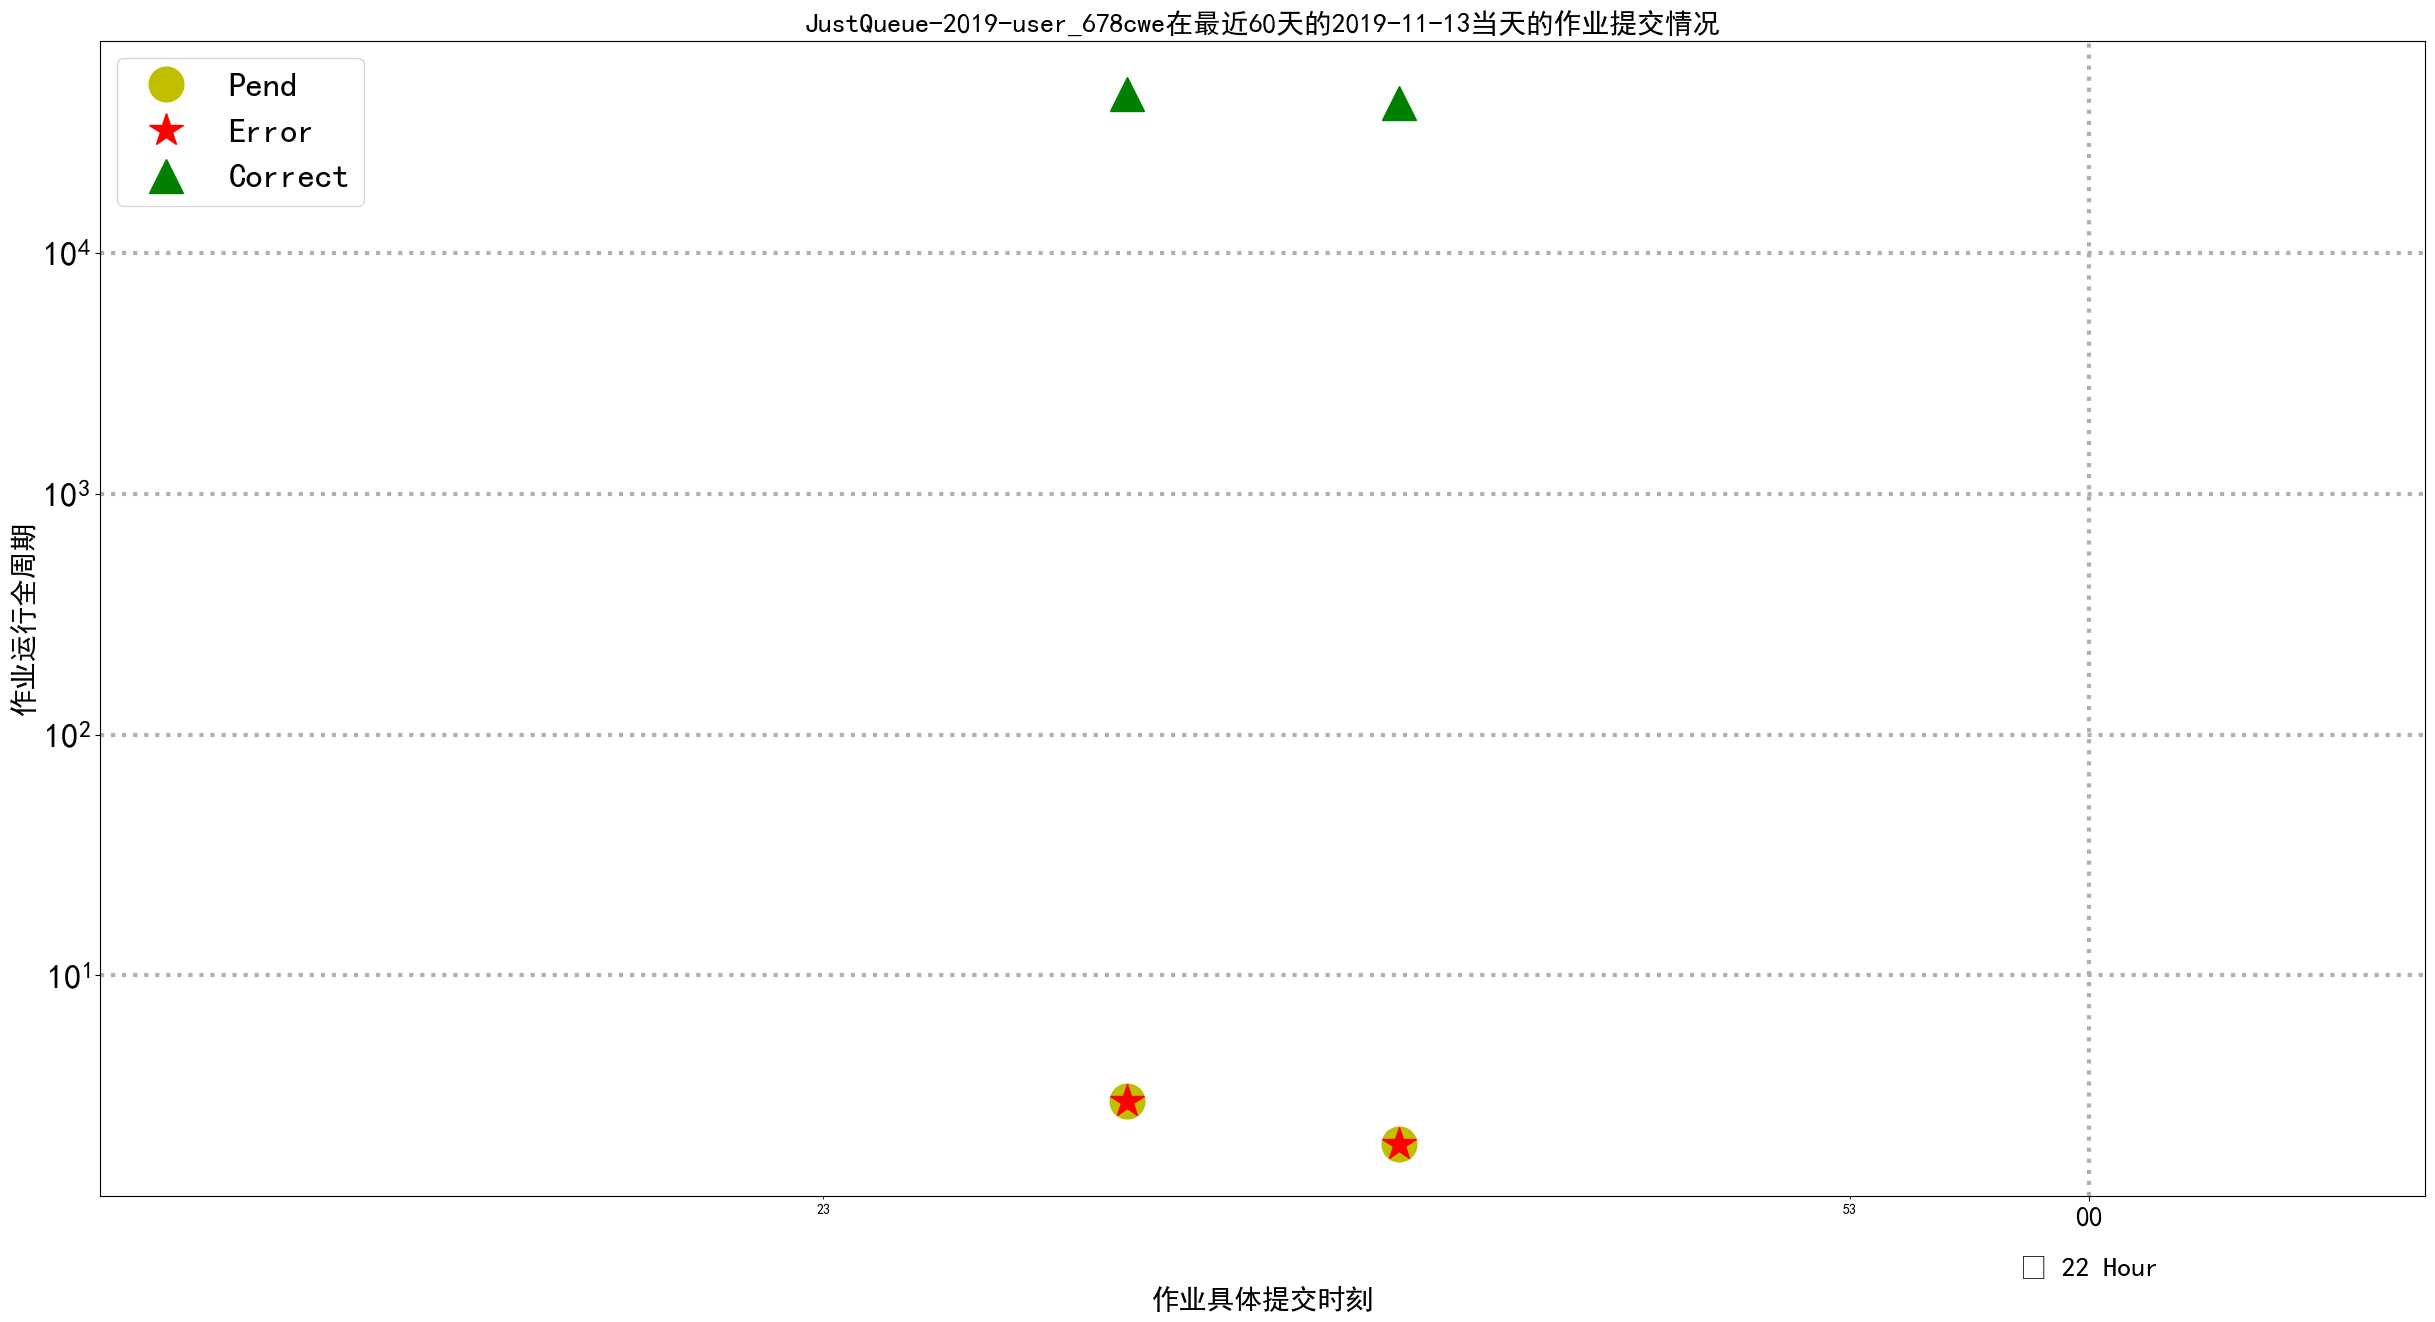 JustQueue-2019-user_678cwe在最近60天的2019-11-13当天的作业提交情况
Pend
Error
Correct
10⁴
10³
10²
10¹
作业运行全周期
23
53
00
22 Hour
作业具体提交时刻